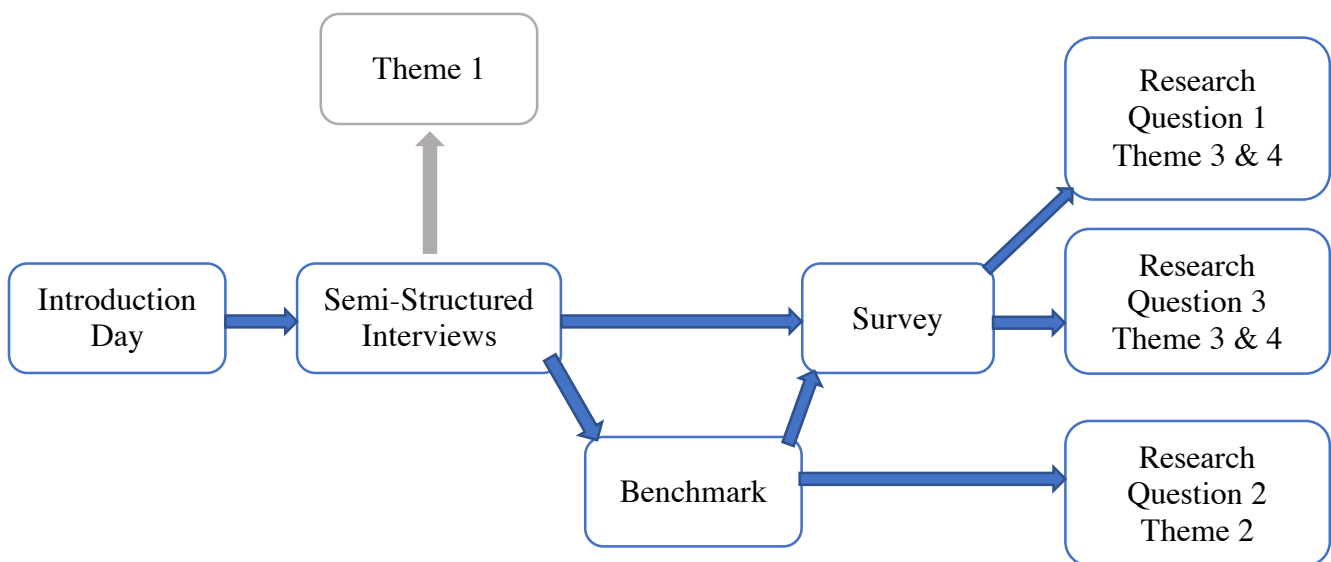 Theme 1
Research
Question 1
Theme 3 & 4
Introduction
Day
Semi-Structured
Interviews
Survey
Research
Question 3
Theme 3 & 4
Benchmark
Research
Question 2
Theme 2